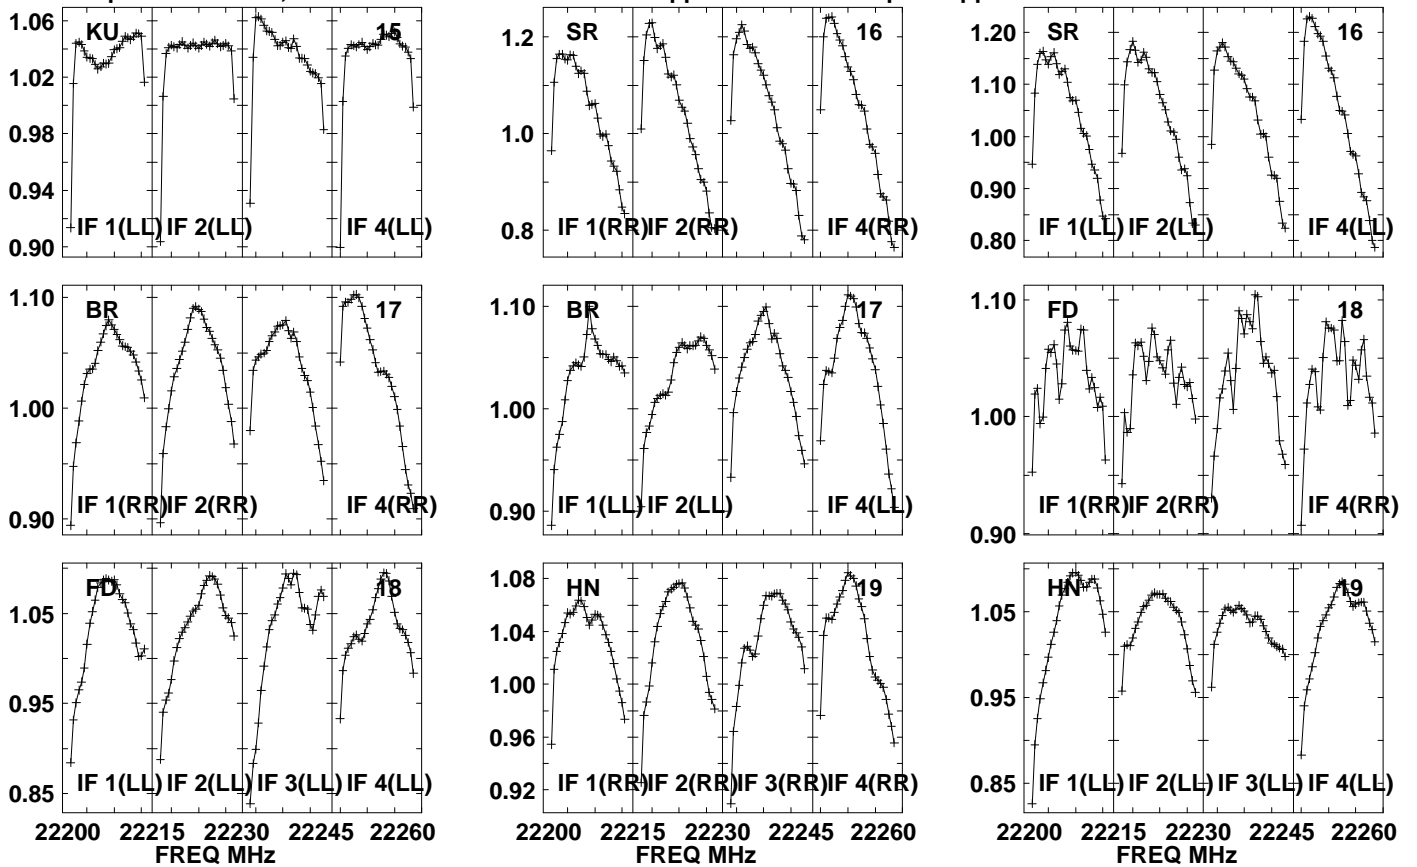 1.06 KU 15
1.02
0.98
0.94
0.90 IF 1(LL) IF 2(LL) IF 4(LL)
SR 16
1.2
1.0
0.8 IF 1(RR) IF 2(RR) IF 4(RR)
SR 16
1.20
1.10
1.00
0.90
0.80 IF 1(LL) IF 2(LL) IF 4(LL)
1.10 BR 17
1.00
0.90 IF 1(RR) IF 2(RR) IF 4(RR)
1.10 BR 17
1.00
0.90 IF 1(LL) IF 2(LL) IF 4(LL)
1.10 FD 18
1.00
0.90 IF 1(RR) IF 2(RR) IF 4(RR)
FD 18
1.05
0.95
0.85 IF 1(LL) IF 2(LL) IF 3(LL) IF 4(LL)
22200 22215 22230 22245 22260
FREQ MHz
HN 19
1.08
1.04
1.00
0.96
0.92 IF 1(RR) IF 2(RR) IF 3(RR) IF 4(RR)
22200 22215 22230 22245 22260
FREQ MHz
HN 19
1.05
0.95
0.85 IF 1(LL) IF 2(LL) IF 3(LL) IF 4(LL)
22200 22215 22230 22245 22260
FREQ MHz